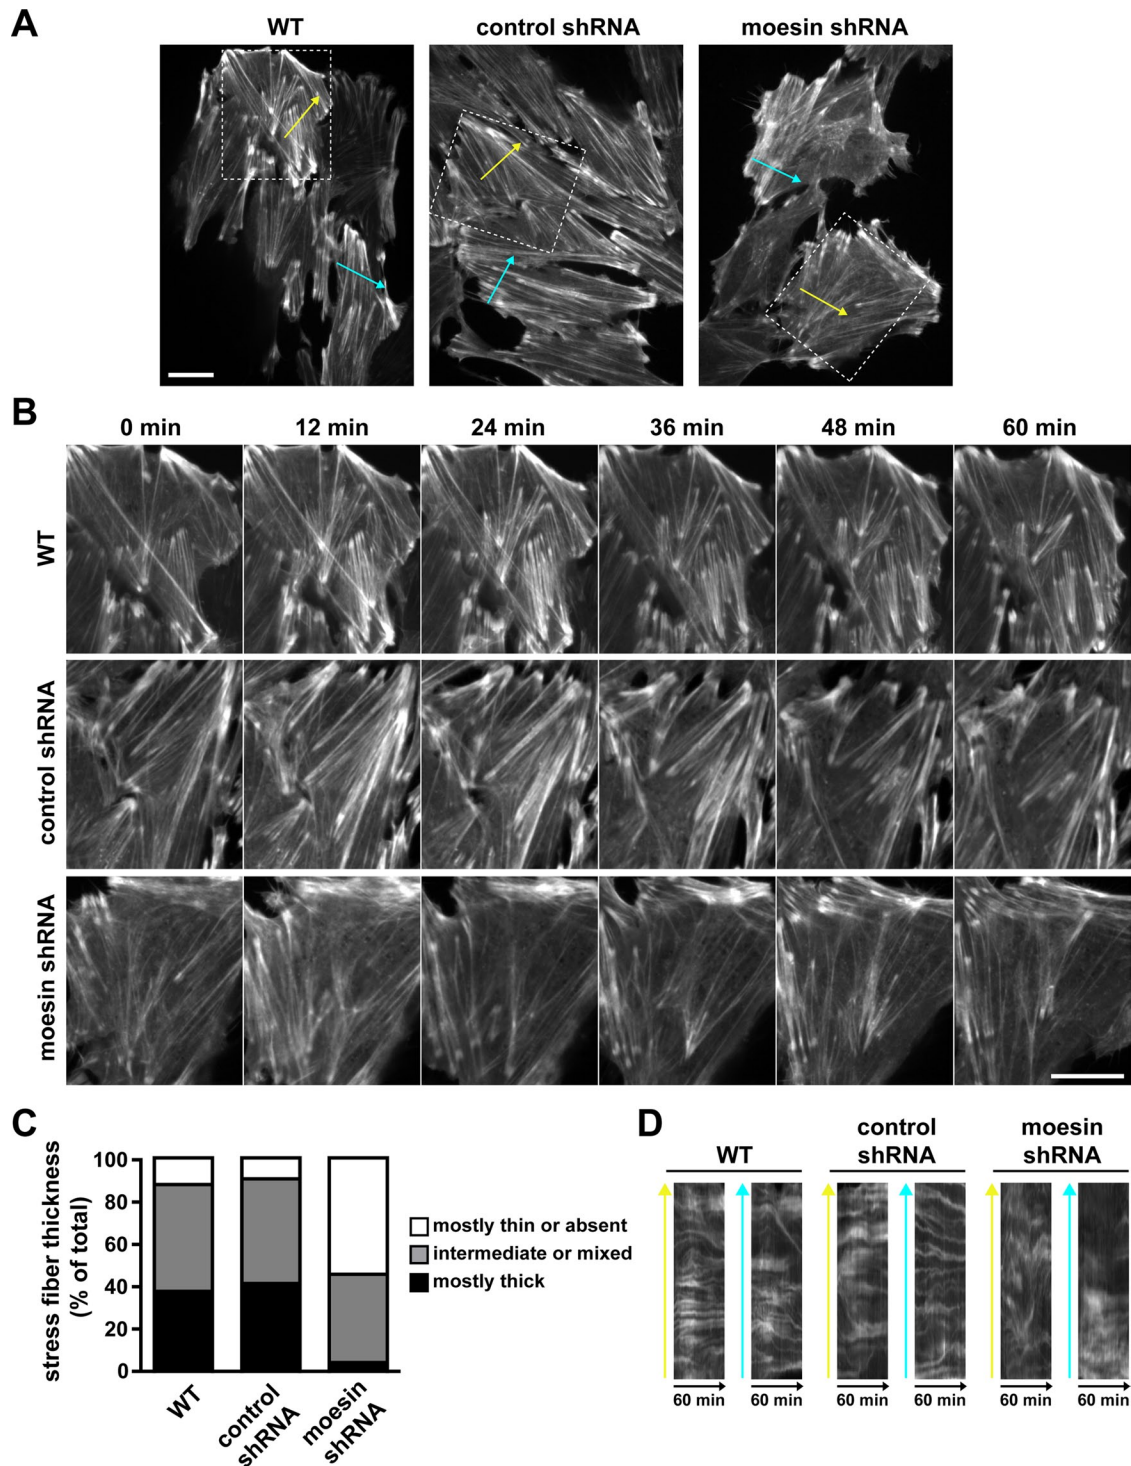 A
WT
control shRNA
moesin shRNA
B
0 min
12 min
24 min
36 min
48 min
60 min
WT
control shRNA
moesin shRNA
C
stress fiber thickness
(% of total)
100
80
60
40
20
0
WT
control
shRNA
moesin
shRNA
mostly thin or absent
intermediate or mixed
mostly thick
D
WT
control
shRNA
moesin
shRNA
60 min
60 min
60 min
60 min
60 min
60 min